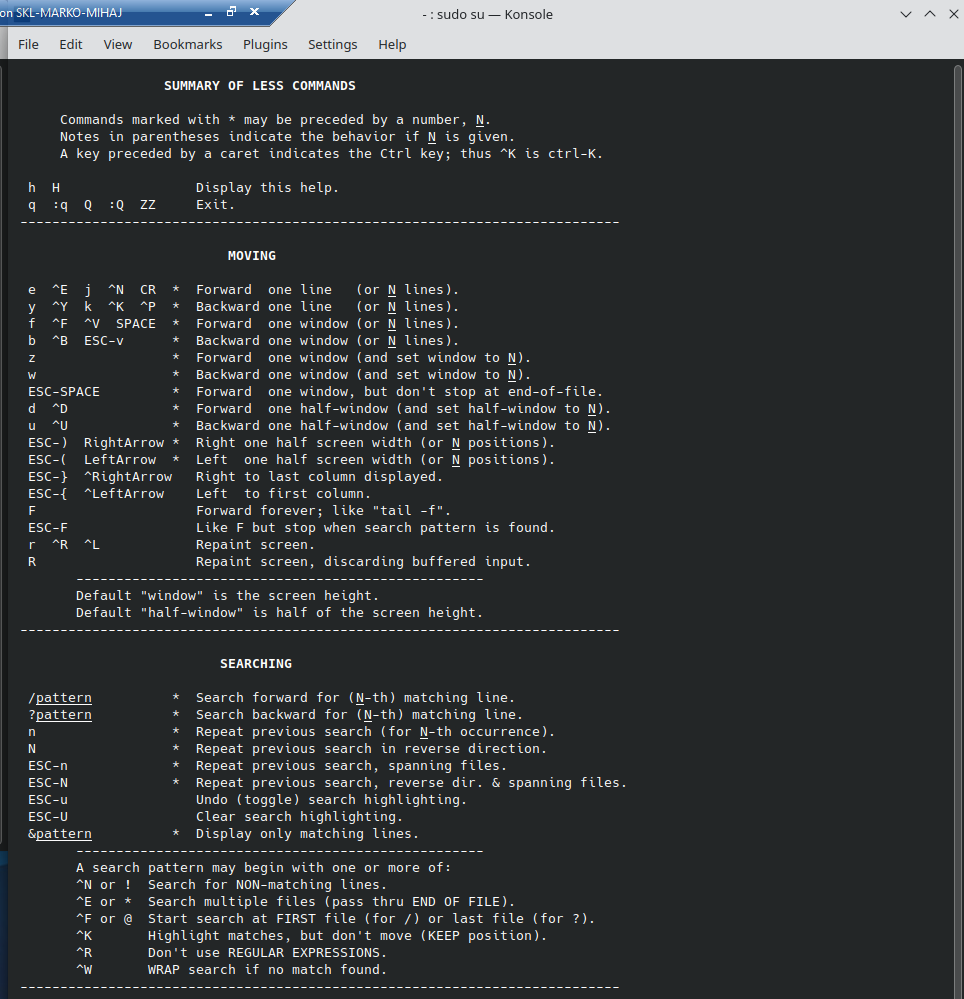 on SKL-MARKO-MIHAJ
- : sudo su — Konsole
File Edit View Bookmarks Plugins Settings Help
SUMMARY OF LESS COMMANDS
Commands marked with * may be preceded by a number, N.
Notes in parentheses indicate the behavior if N is given.
A key preceded by a caret indicates the Ctrl key; thus ^K is ctrl-K.
h  H                 Display this help.
q  :q  Q  :Q  ZZ     Exit.
---------------------------------------------------------------------------
MOVING
e  ^E  j  ^N  CR  *  Forward  one line   (or N lines).
y  ^Y  k  ^K  ^P  *  Backward one line   (or N lines).
f  ^F  ^V  SPACE  *  Forward  one window (or N lines).
b  ^B  ESC-v      *  Backward one window (or N lines).
z                 *  Forward  one window (and set window to N).
w                 *  Backward one window (and set window to N).
ESC-SPACE         *  Forward  one window, but don't stop at end-of-file.
d  ^D             *  Forward  one half-window (and set half-window to N).
u  ^U             *  Backward one half-window (and set half-window to N).
ESC-)  RightArrow *  Right one half screen width (or N positions).
ESC-(  LeftArrow  *  Left  one half screen width (or N positions).
ESC-}  ^RightArrow   Right to last column displayed.
ESC-{  ^LeftArrow    Left  to first column.
F                    Forward forever; like "tail -f".
ESC-F                Like F but stop when search pattern is found.
r  ^R  ^L            Repaint screen.
R                    Repaint screen, discarding buffered input.
---------------------------------------------------
Default "window" is the screen height.
Default "half-window" is half of the screen height.
---------------------------------------------------------------------------
SEARCHING
/pattern          *  Search forward for (N-th) matching line.
?pattern          *  Search backward for (N-th) matching line.
n                 *  Repeat previous search (for N-th occurrence).
N                 *  Repeat previous search in reverse direction.
ESC-n             *  Repeat previous search, spanning files.
ESC-N             *  Repeat previous search, reverse dir. & spanning files.
ESC-u                Undo (toggle) search highlighting.
ESC-U                Clear search highlighting.
&pattern          *  Display only matching lines.
---------------------------------------------------
A search pattern may begin with one or more of:
^N or !  Search for NON-matching lines.
^E or *  Search multiple files (pass thru END OF FILE).
^F or @  Start search at FIRST file (for /) or last file (for ?).
^K       Highlight matches, but don't move (KEEP position).
^R       Don't use REGULAR EXPRESSIONS.
^W       WRAP search if no match found.
---------------------------------------------------------------------------